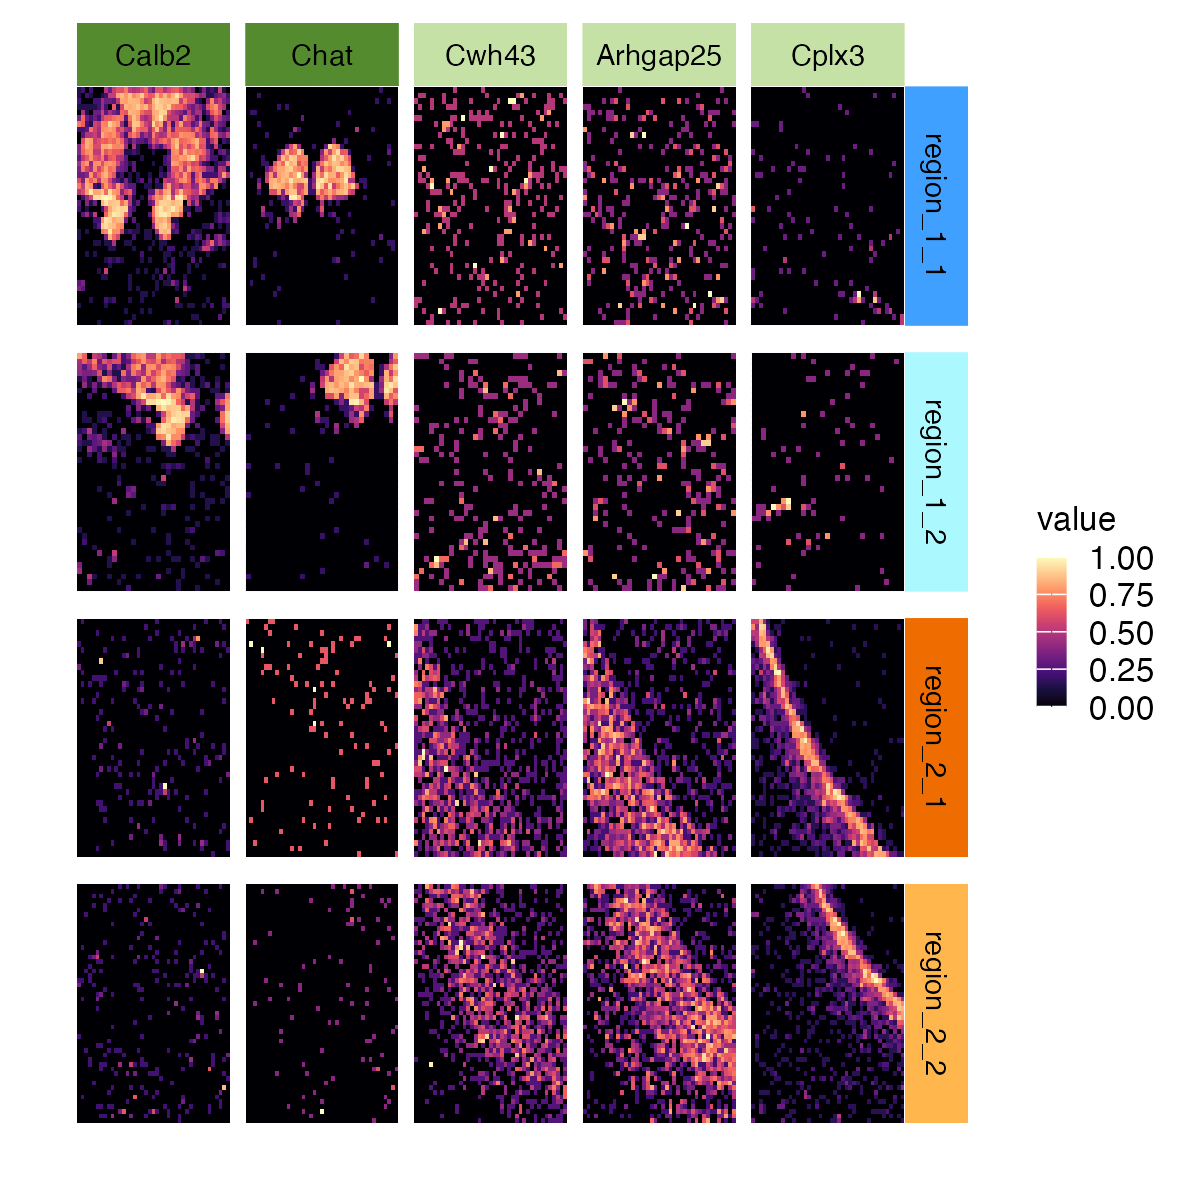 Calb2
Chat
Cwh43
Arhgap25
Cplx3
region_1_1
region_1_2
region_2_1
region_2_2
value
1.00
0.75
0.50
0.25
0.00